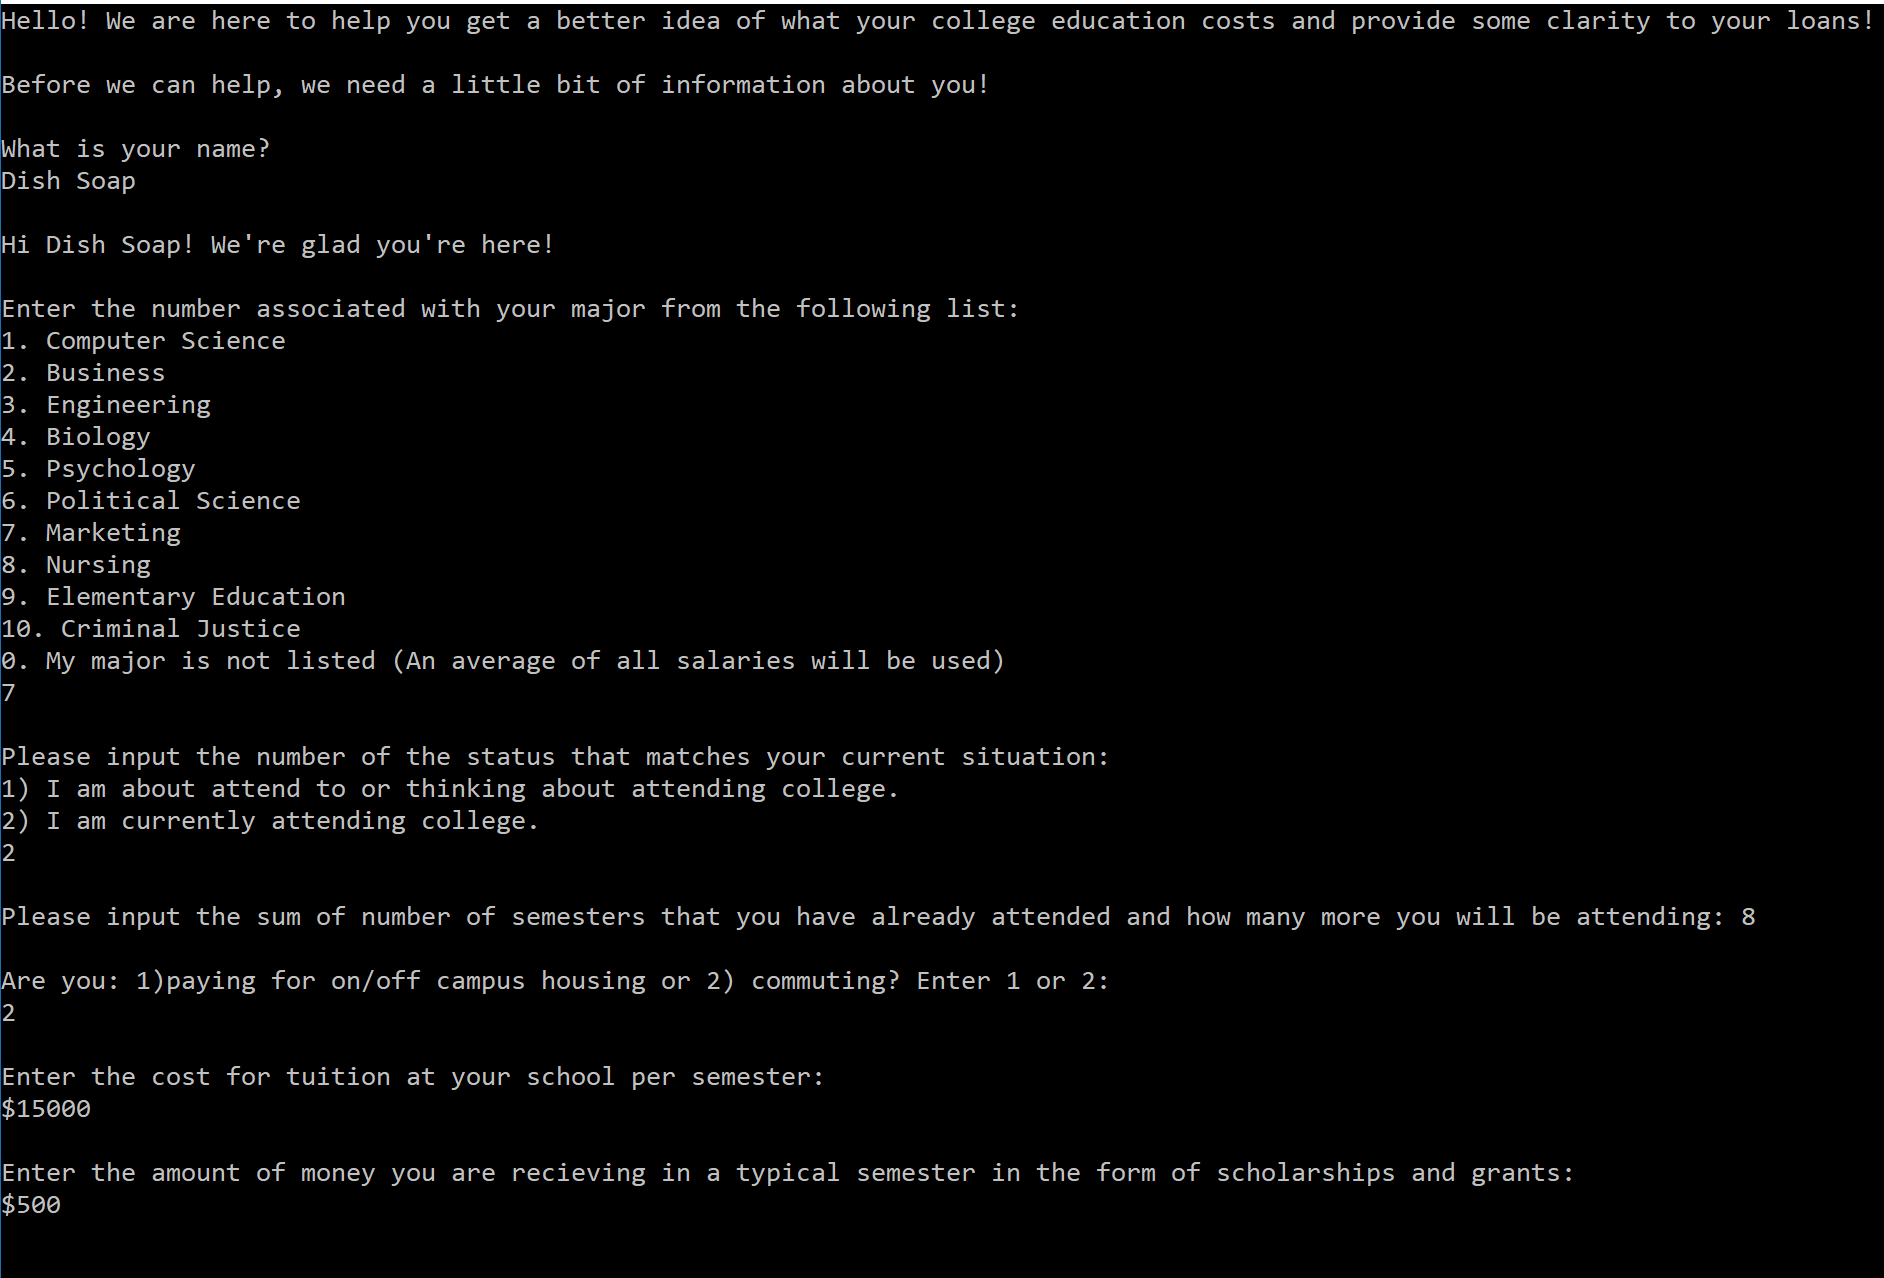 Hello! We are here to help you get a better idea of what your college education costs and provide some clarity to your loans!
Before we can help, we need a little bit of information about you!
What is your name?
Dish Soap
Hi Dish Soap! We're glad you're here!
Enter the number associated with your major from the following list:
1. Computer Science
2. Business
3. Engineering
4. Biology
5. Psychology
6. Political Science
7. Marketing
8. Nursing
9. Elementary Education
10. Criminal Justice
0. My major is not listed (An average of all salaries will be used)
7
Please input the number of the status that matches your current situation:
1) I am about attend to or thinking about attending college.
2) I am currently attending college.
2
Please input the sum of number of semesters that you have already attended and how many more you will be attending: 8
Are you: 1)paying for on/off campus housing or 2) commuting? Enter 1 or 2:
2
Enter the cost for tuition at your school per semester:
$15000
Enter the amount of money you are recieving in a typical semester in the form of scholarships and grants:
$500